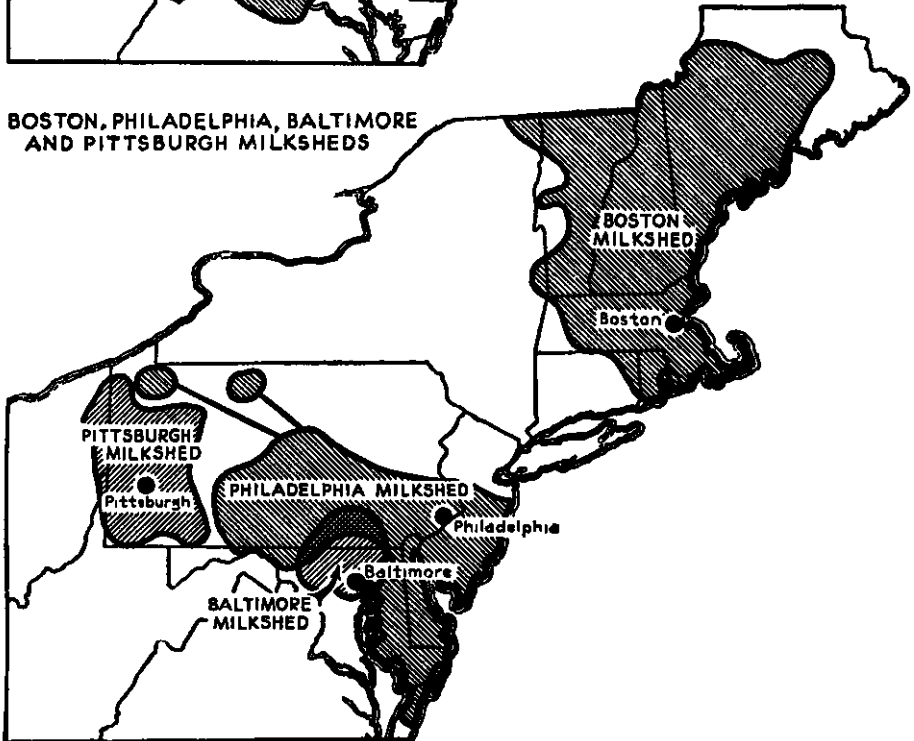 BOSTON, PHILADELPHIA, BALTIMORE
AND PITTSBURGH MILKSHEDS
BOSTON
MILKSHED
Boston
PITTSBURGH
MILKSHED
Pittsburgh
PHILADELPHIA MILKSHED
Philadelphia
Baltimore
BALTIMORE
MILKSHED